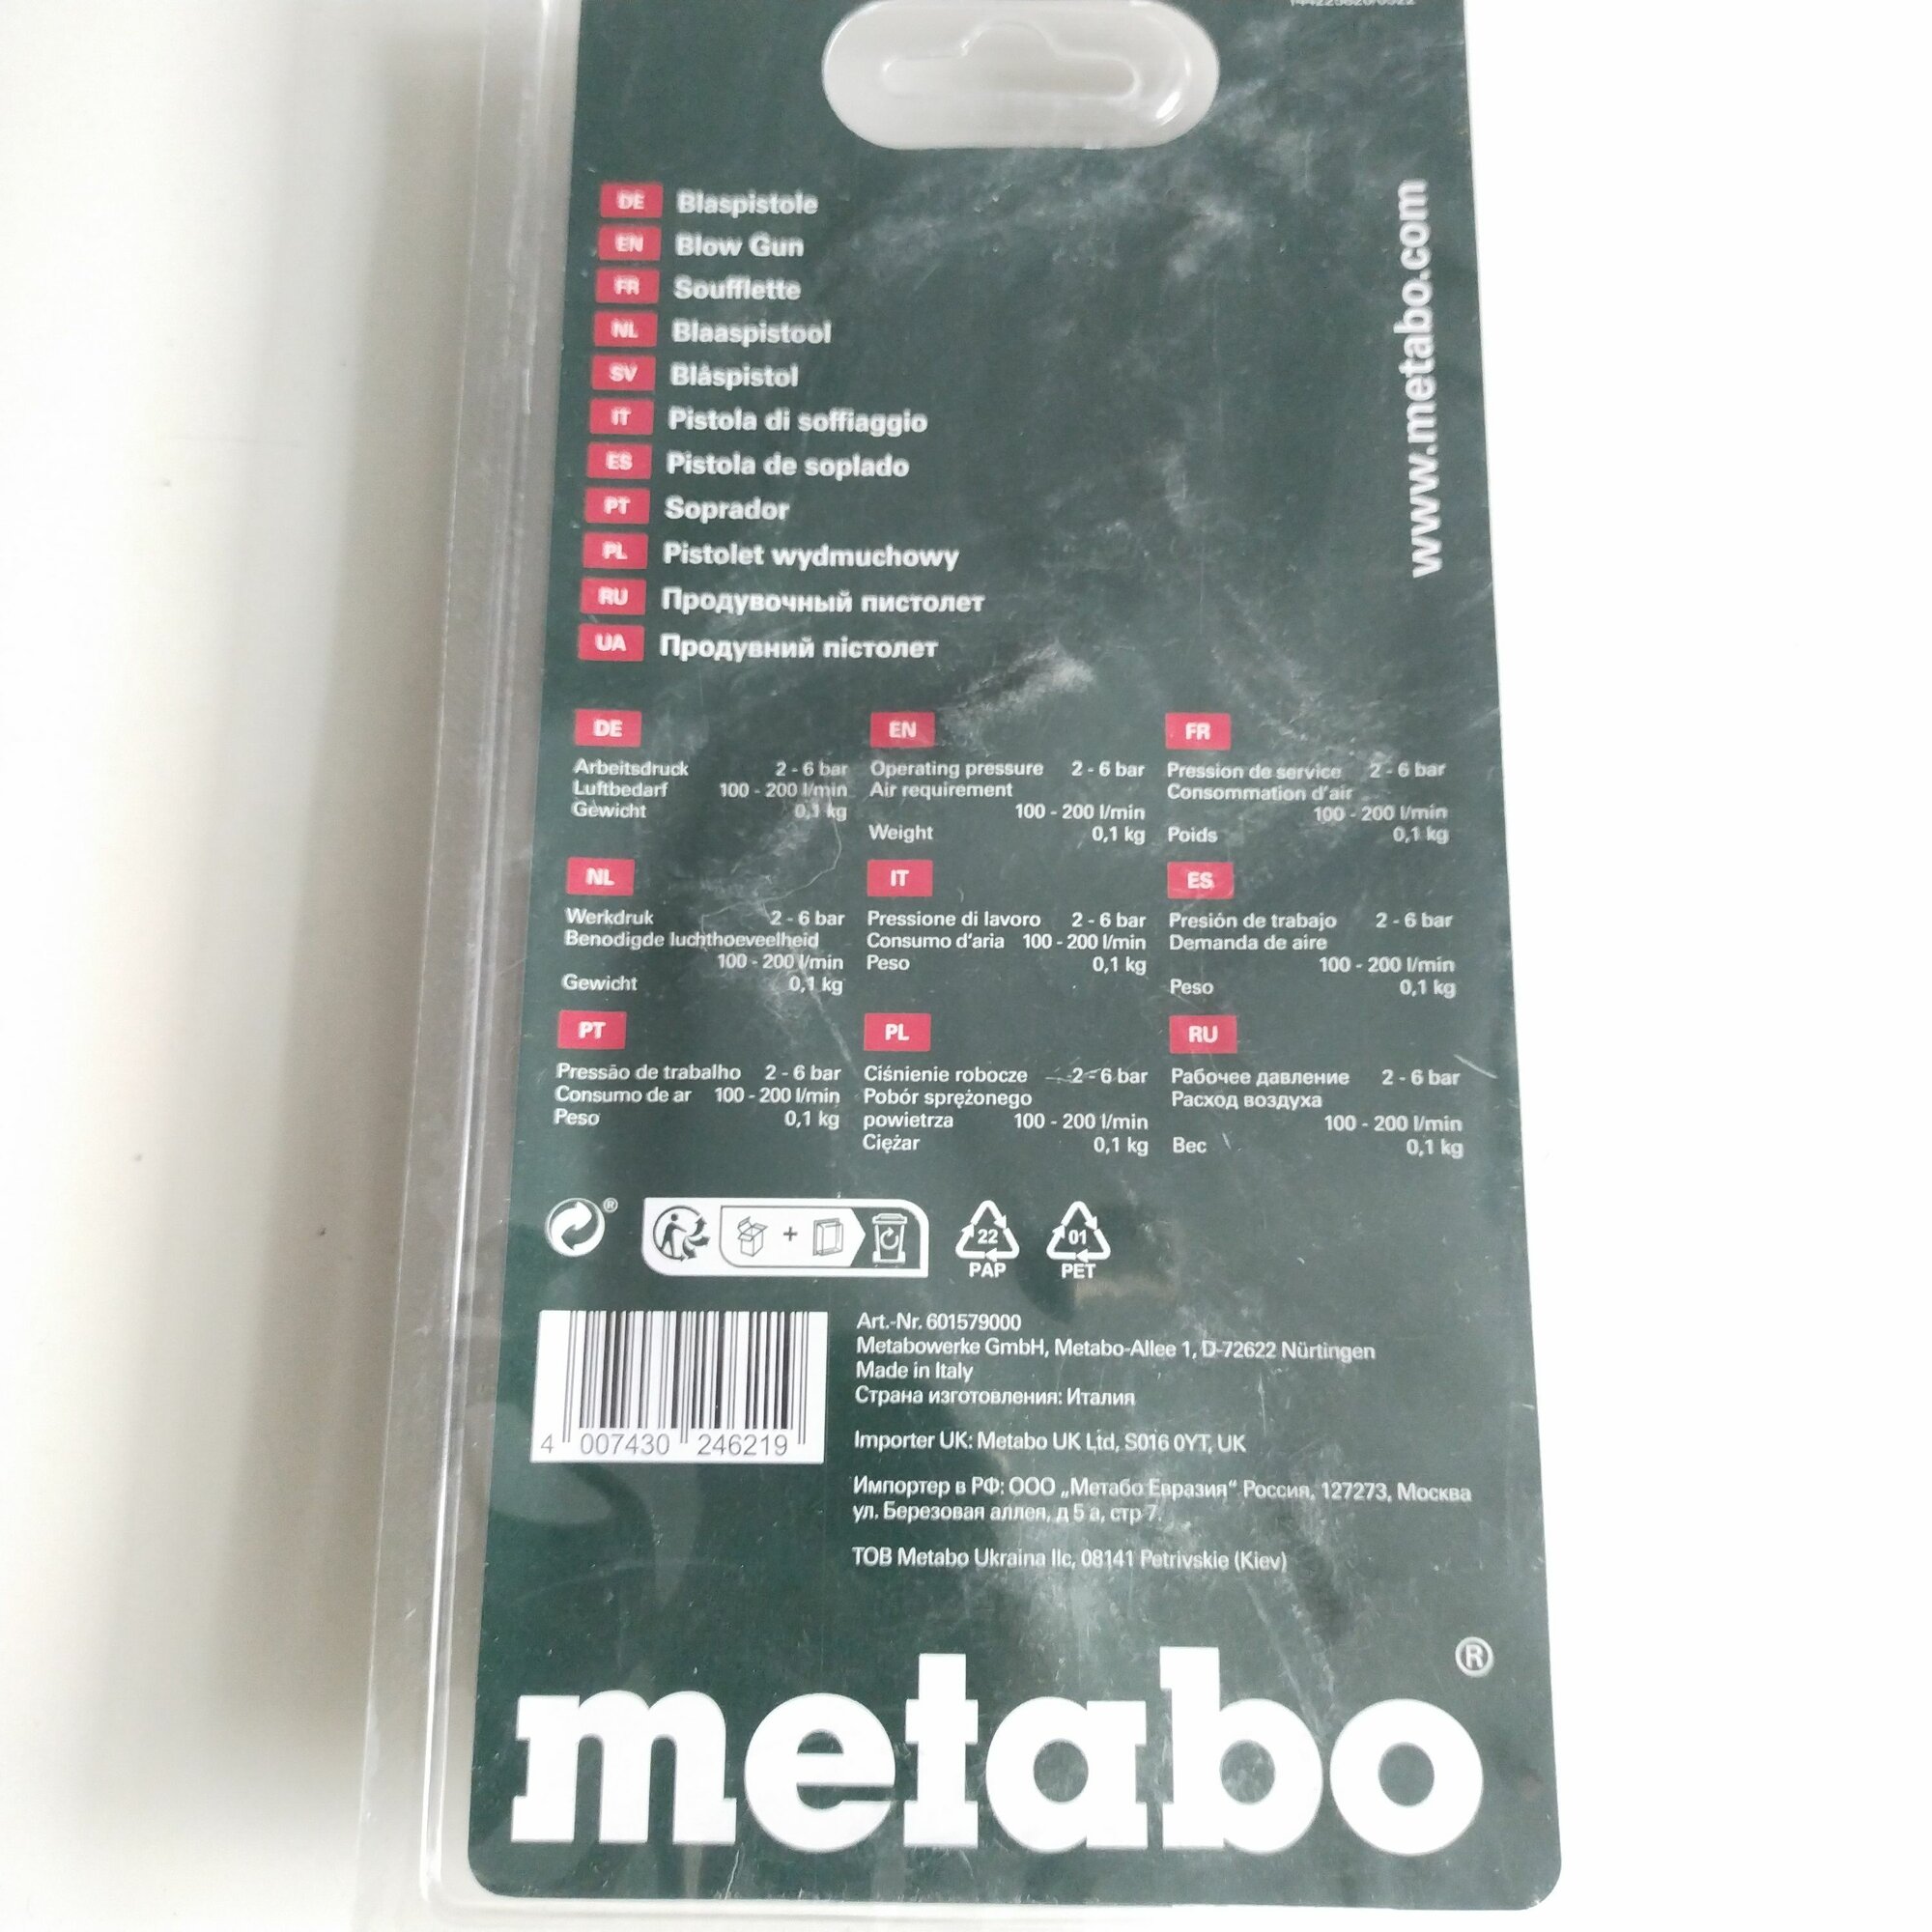 DE Blaspistole
EN Blow Gun
FR Soufflette
NL Blaaspistool
SV Blåspistol
IT Pistola di soffiaggio
ES Pistola de soplado
PT Soprador
PL Pistolet wydmuchowy
RU Продувочный пистолет
UA Продувний пістолет
www.metabo.com
DE
Arbeitsdruck 2 - 6 bar
Luftbedarf 100 - 200 l/min
Gewicht 0,1 kg
EN
Operating pressure 2 - 6 bar
Air requirement
100 - 200 l/min
Weight 0,1 kg
FR
Pression de service 2 - 6 bar
Consommation d'air
100 - 200 l/min
Poids 0,1 kg
NL
Werkdruk 2 - 6 bar
Benodigde luchthoeveelheid
100 - 200 l/min
Gewicht 0,1 kg
IT
Pressione di lavoro 2 - 6 bar
Consumo d'aria 100 - 200 l/min
Peso 0,1 kg
ES
Presión de trabajo 2 - 6 bar
Demanda de aire
100 - 200 l/min
Peso 0,1 kg
PT
Pressão de trabalho 2 - 6 bar
Consumo de ar 100 - 200 l/min
Peso 0,1 kg
PL
Ciśnienie robocze 2 - 6 bar
Pobór sprężonego
powietrza 100 - 200 l/min
Ciężar 0,1 kg
RU
Рабочее давление 2 - 6 bar
Расход воздуха
100 - 200 l/min
Вес 0,1 kg
®
+
22
PAP
01
PET
4 007430 246219
Art.-Nr. 601579000
Metabowerke GmbH, Metabo-Allee 1, D-72622 Nürtingen
Made in Italy
Страна изготовления: Италия
Importer UK: Metabo UK Ltd, S016 0YT, UK
Импортер в РФ: ООО „Метабо Евразия“ Россия, 127273, Москва
ул. Березовая аллея, д 5 а, стр 7.
ТОВ Metabo Ukraina llc, 08141 Petrivskie (Kiev)
metabo®